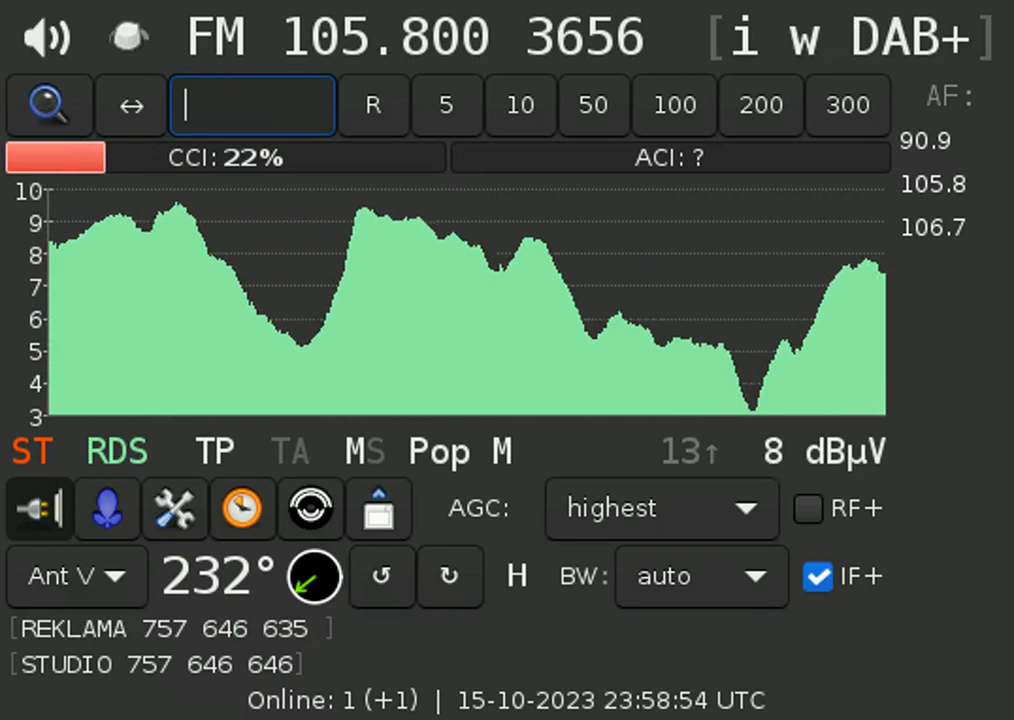 FM 105.800 3656 [i w DAB+]
↔ R 5 10 50 100 200 300 AF:
CCI: 22% ACI: ?
90.9
105.8
106.7
10
9
8
7
6
5
4
3
ST RDS TP TA MS Pop M 13↑ 8 dBµV
AGC: highest RF+
Ant V 232° ↺ ↻ H BW: auto IF+
[REKLAMA 757 646 635 ]
[STUDIO 757 646 646]
Online: 1 (+1) | 15-10-2023 23:58:54 UTC